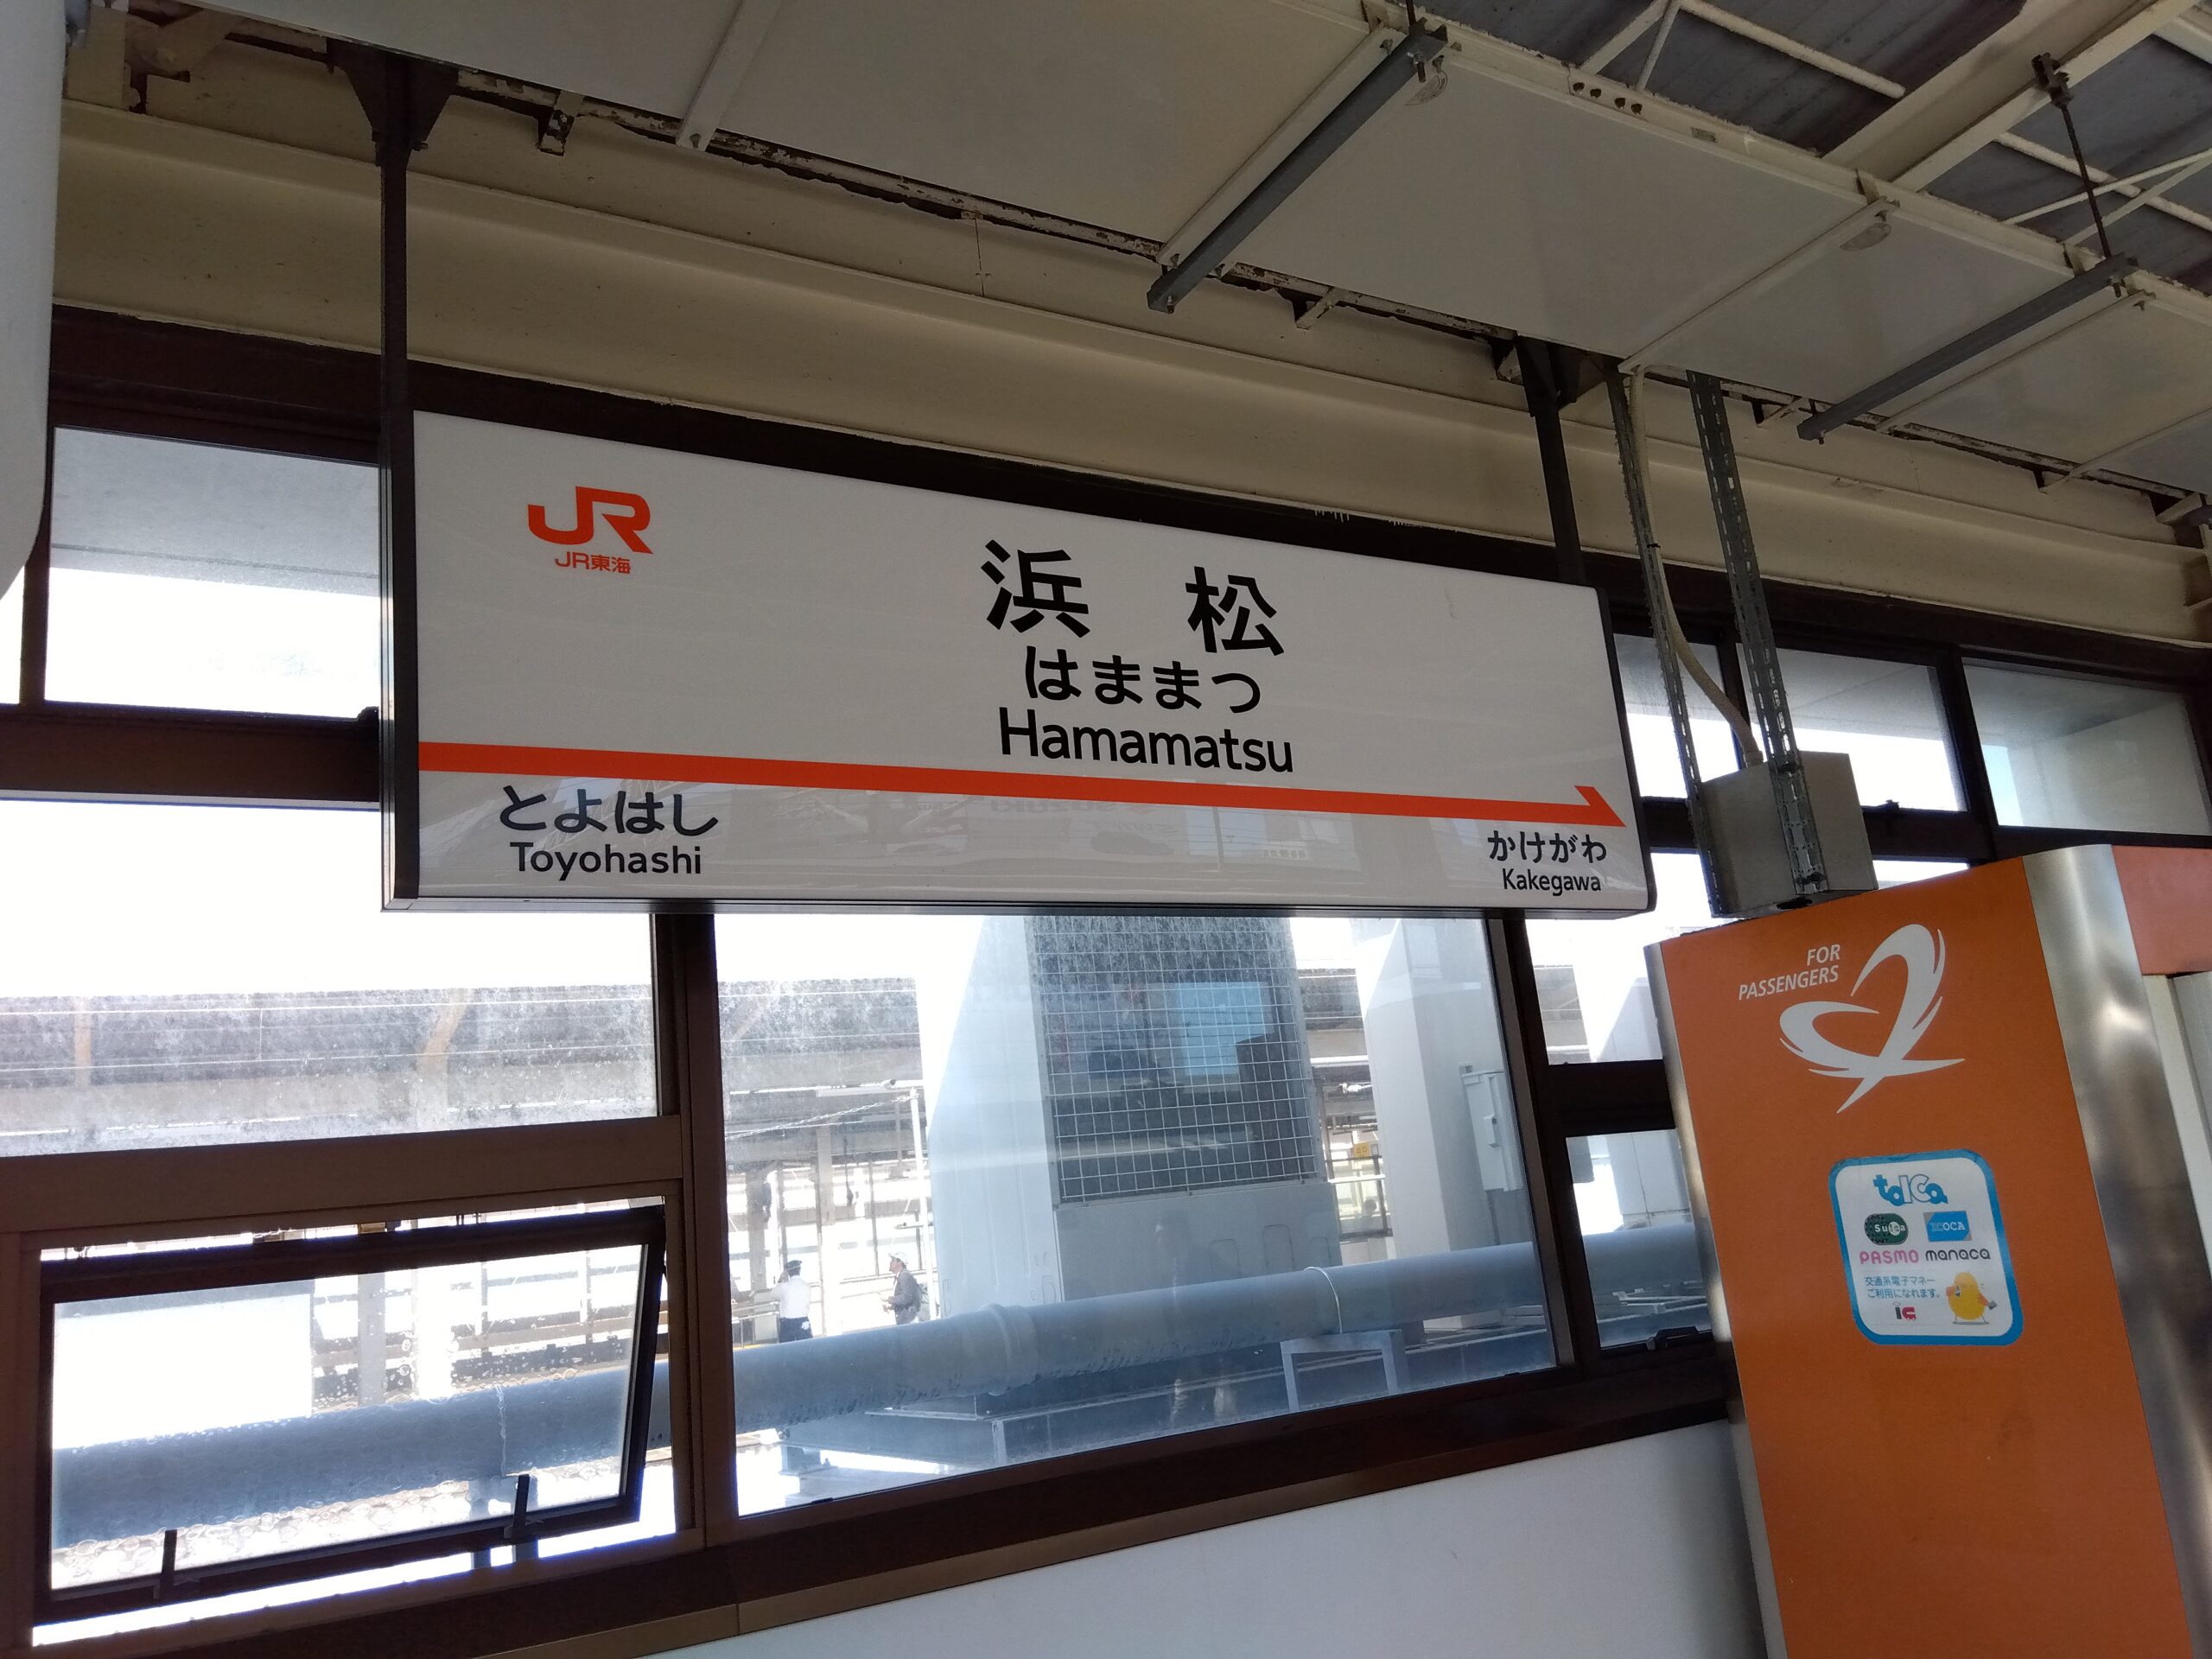 JR
JR東海
浜 松
はままつ
Hamamatsu
とよはし
Toyohashi
かけがわ
Kakegawa
FOR
PASSENGERS
toICa
Suica
ICOCA
PASMO
manaca
交通系電子マネー
ご利用になれます。